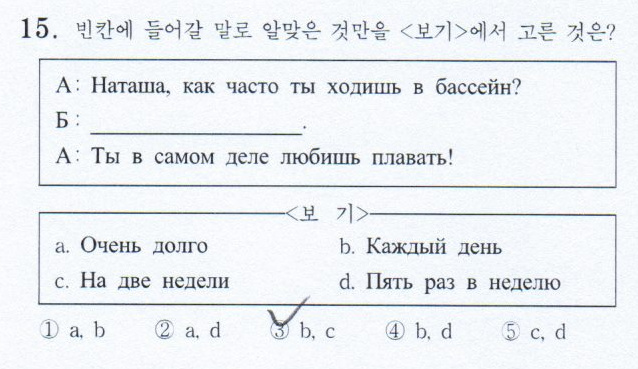 15. 빈칸에 들어갈 말로 알맞은 것만을 <보기>에서 고른 것은?
А: Наташа, как часто ты ходишь в бассейн?
Б: ____________________.
А: Ты в самом деле любишь плавать!
<보 기>
a. Очень долго b. Каждый день
c. На две недели d. Пять раз в неделю
① a, b ② a, d ③ b, c ④ b, d ⑤ c, d